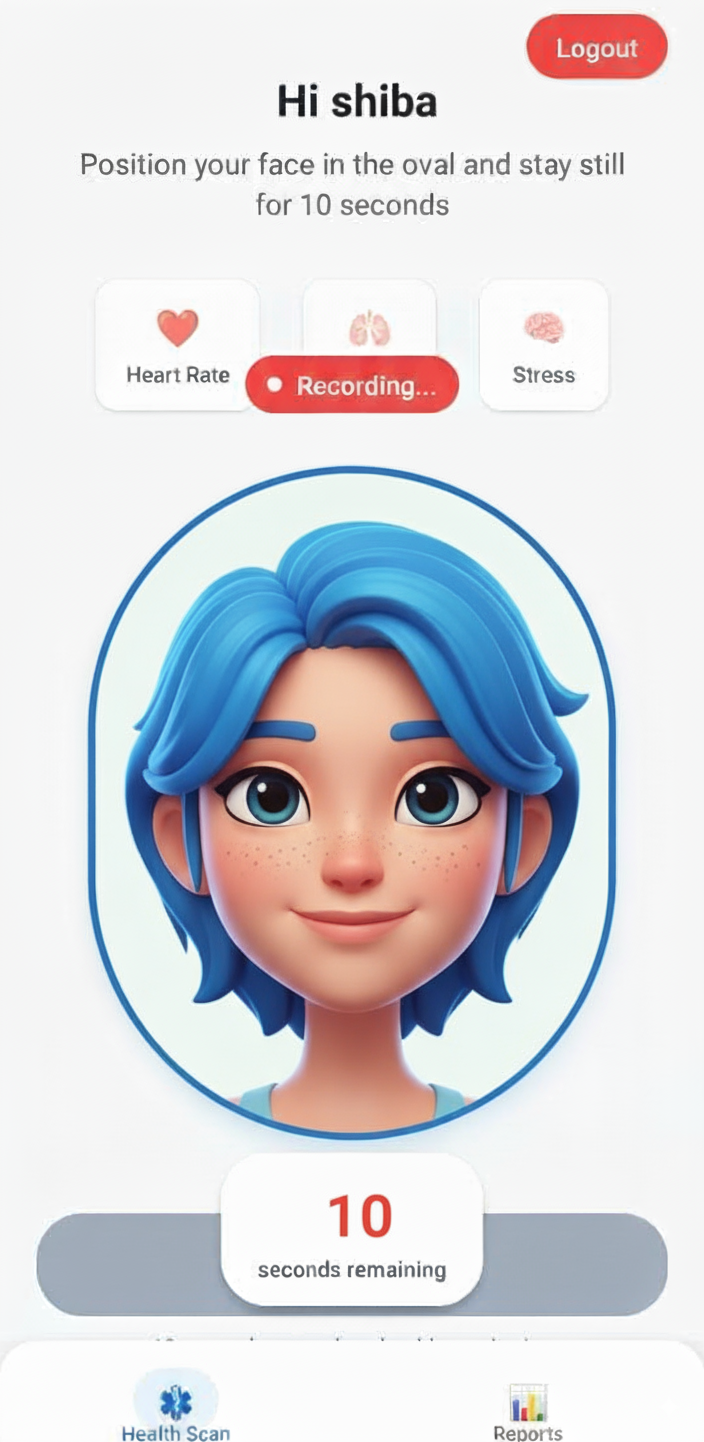 Logout
Hi shiba
Position your face in the oval and stay still
for 10 seconds
Heart Rate
Stress
Recording...
10
seconds remaining
Health Scan
Reports